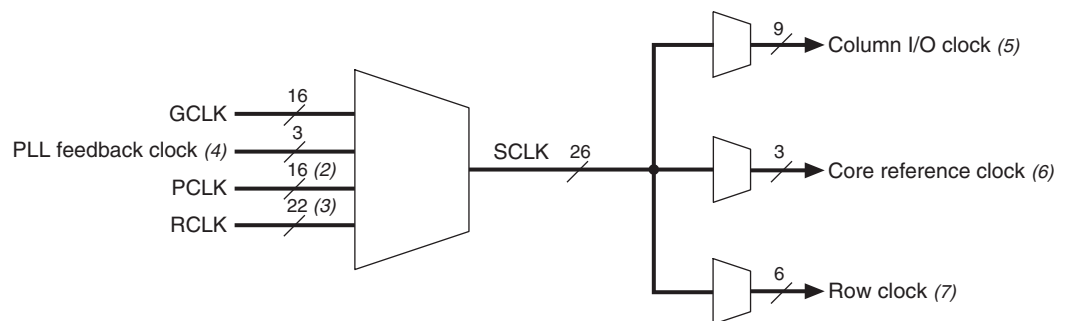 GCLK 16
PLL feedback clock (4) 3
PCLK 16 (2)
RCLK 22 (3)
SCLK 26
9 Column I/O clock (5)
3 Core reference clock (6)
6 Row clock (7)